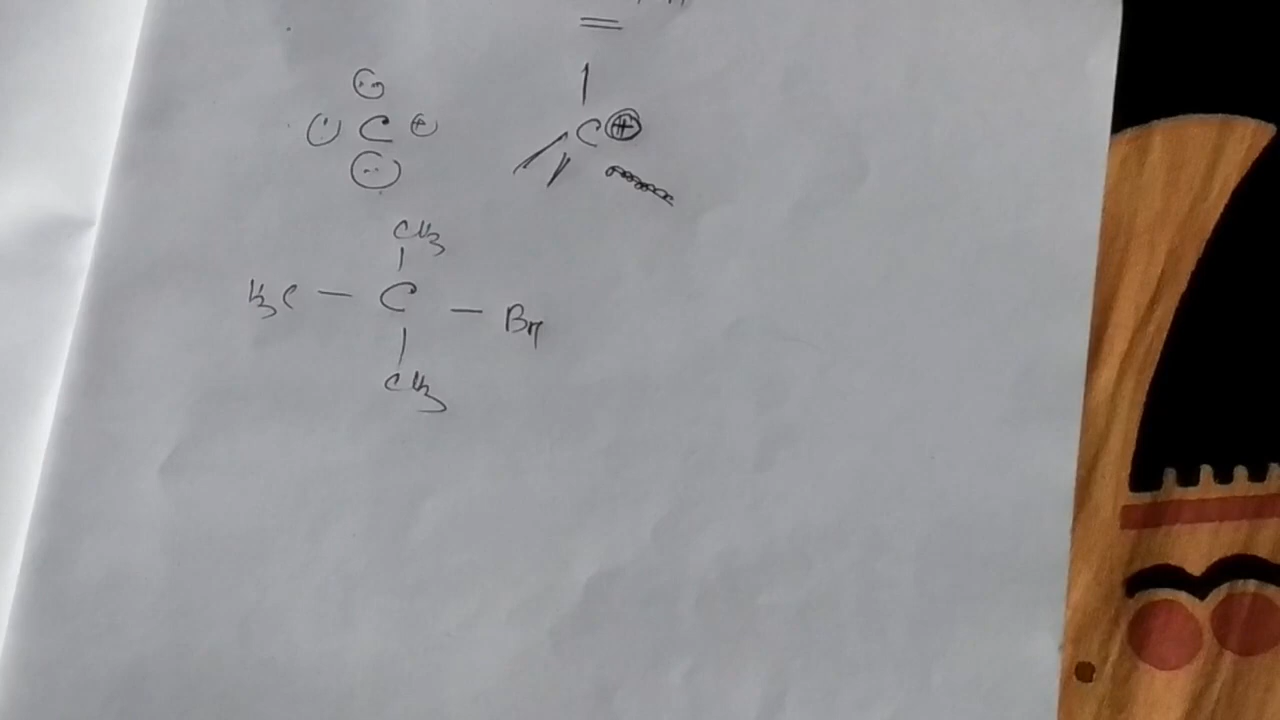 =
C ⊕
C ⊕
CH3
H3C — C — Br
CH3